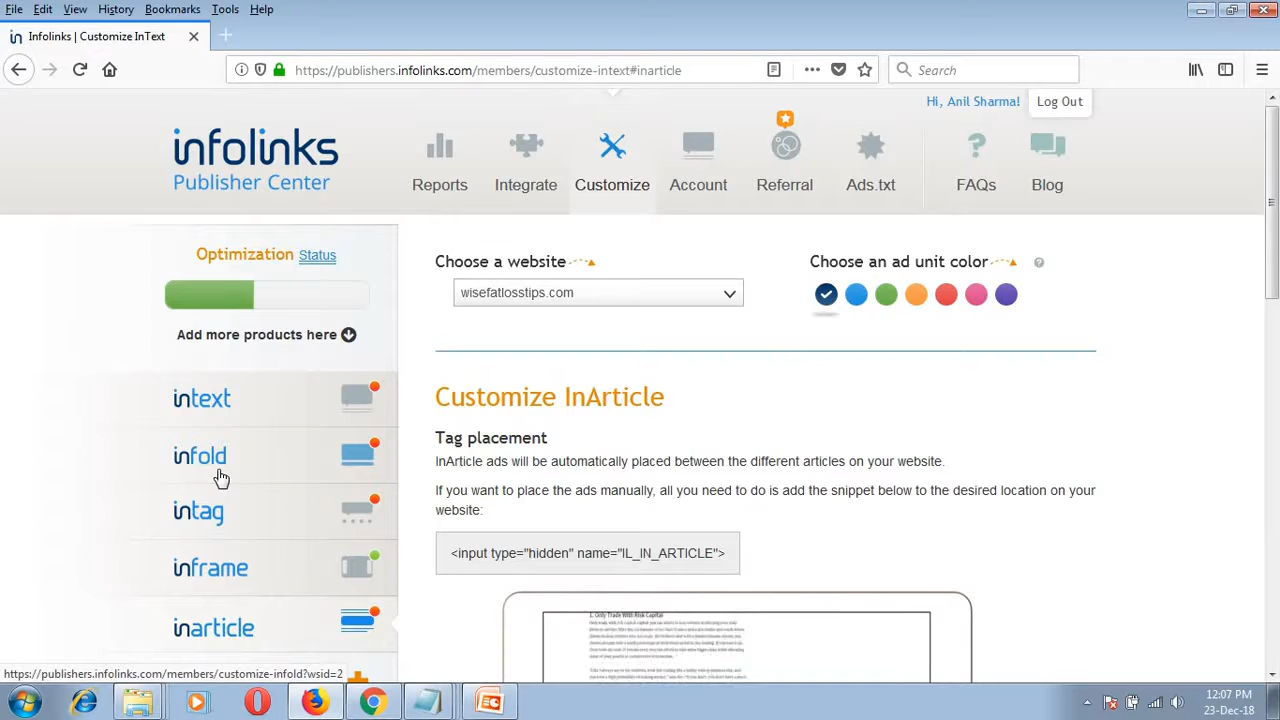 File Edit View History Bookmarks Tools Help
Infolinks | Customize InText
https://publishers.infolinks.com/members/customize-intext#inarticle
Search
Hi, Anil Sharma! Log Out
infolinks
Publisher Center
Reports Integrate Customize Account Referral Ads.txt FAQs Blog
Optimization Status
Add more products here
intext
infold
intag
inframe
inarticle
Choose a website
wisefatlosstips.com
Choose an ad unit color
Customize InArticle
Tag placement
InArticle ads will be automatically placed between the different articles on your website.
If you want to place the ads manually, all you need to do is add the snippet below to the desired location on your
website:
<input type="hidden" name="IL_IN_ARTICLE">
1. Only Trade With Risk Capital
https://publishers.infolinks.com/members/customize-infold?wsid=2
12:07 PM
23-Dec-18